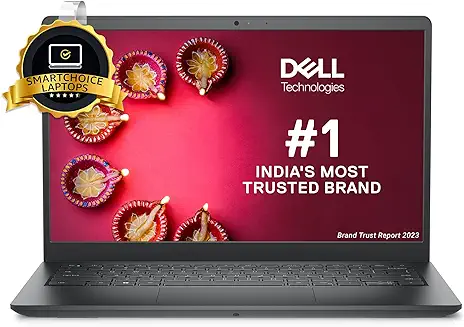 SMARTCHOICE
LAPTOPS
DELL
Technologies
#1
INDIA'S MOST
TRUSTED BRAND
Brand Trust Report 2023